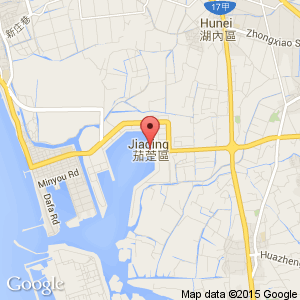 17甲
Hunei
湖內區
Zhongxiao S
新庄巷
Jiading
茄萣區
Minyou Rd
Dafa Rd
Huazhen
Google
Map data ©2015 Google